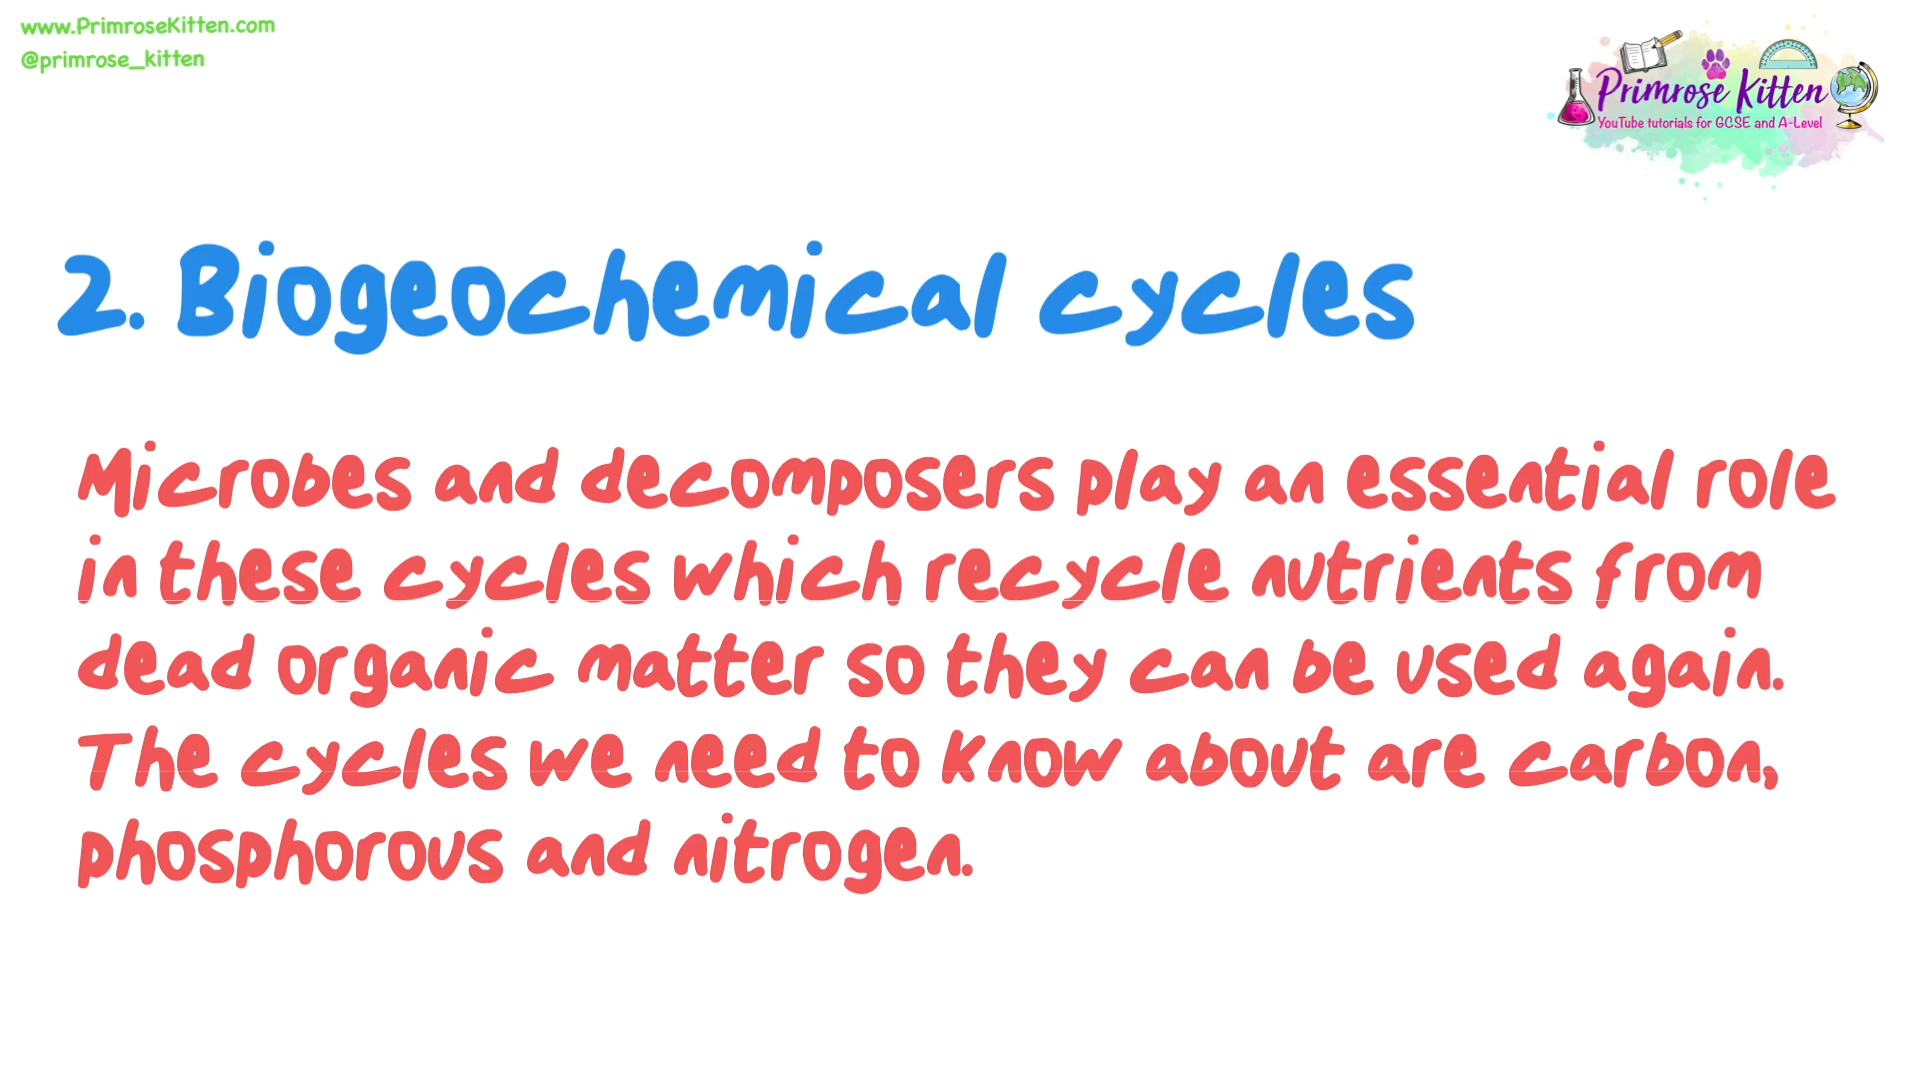 www.PrimroseKitten.com
@primrose_kitten
Primrose Kitten
YouTube tutorials for GCSE and A-Level
2. Biogeochemical cycles
Microbes and decomposers play an essential role
in these cycles which recycle nutrients from
dead organic matter so they can be used again.
The cycles we need to know about are carbon,
phosphorous and nitrogen.